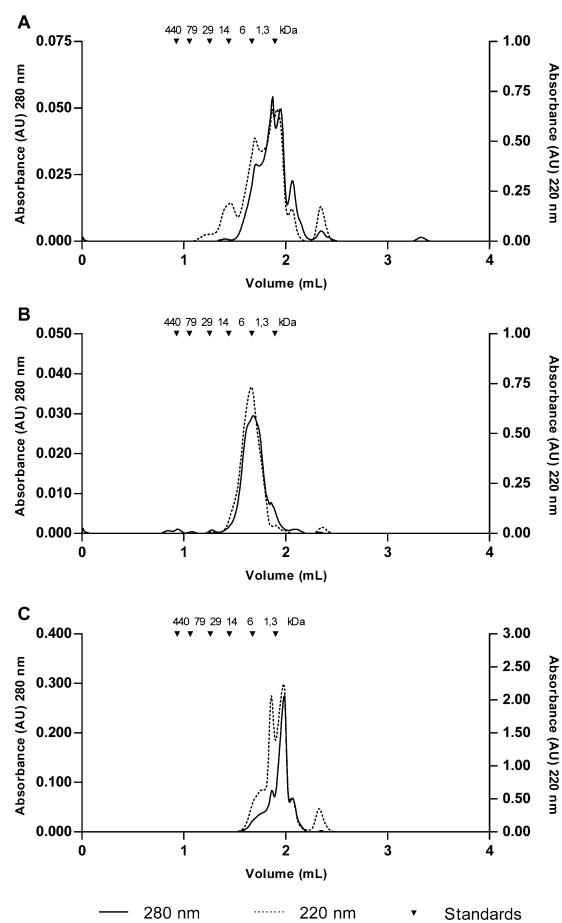 A
440 79 29 14 6 1,3 kDa
0.075
0.050
0.025
0.000
Absorbance (AU) 280 nm
1.00
0.75
0.50
0.25
0.00
Absorbance (AU) 220 nm
0 1 2 3 4
Volume (mL)
B
440 79 29 14 6 1,3 kDa
0.050
0.040
0.030
0.020
0.010
0.000
Absorbance (AU) 280 nm
1.00
0.75
0.50
0.25
0.00
Absorbance (AU) 220 nm
0 1 2 3 4
Volume (mL)
C
440 79 29 14 6 1,3 kDa
0.400
0.300
0.200
0.100
0.000
Absorbance (AU) 280 nm
3.00
2.50
2.00
1.50
1.00
0.50
0.00
Absorbance (AU) 220 nm
0 1 2 3 4
Volume (mL)
280 nm 220 nm Standards